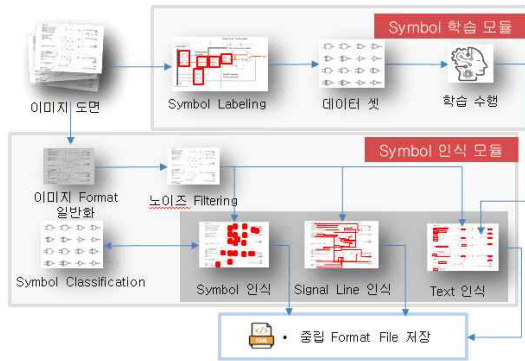 Symbol 학습 모듈
이미지 도면
Symbol Labeling
데이터 셋
학습 수행
Symbol 인식 모듈
이미지 Format
일반화
노이즈 Filtering
Symbol Classification
Symbol 인식
Signal Line 인식
Text 인식
XML
• 중립 Format File 저장